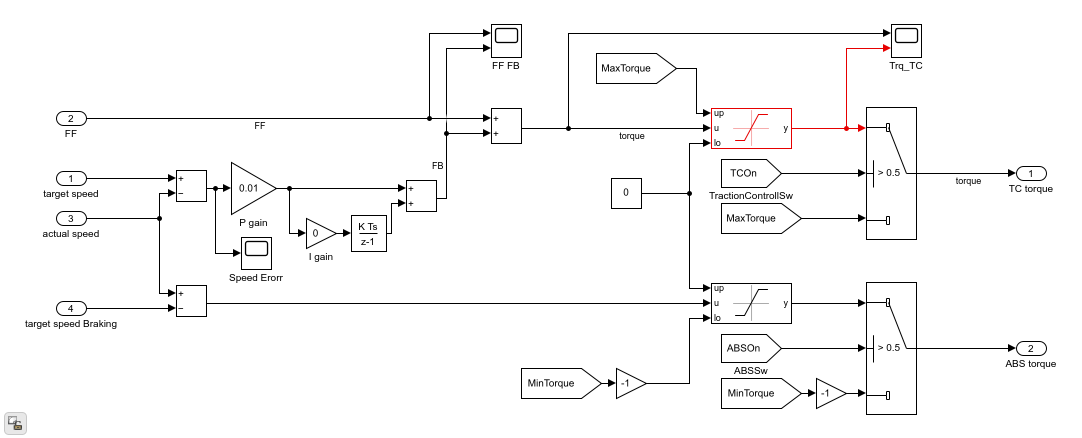 FF FB
Trq_TC
MaxTorque
2
FF
FF
+
+
up
u
lo
y
torque
FB
1
target speed
+
−
0.01
P gain
+
+
TCOn
TractionControllSw
> 0.5
torque
1
TC torque
0
3
actual speed
0
I gain
K Ts
z-1
MaxTorque
Speed Erorr
4
target speed Braking
+
−
up
u
lo
y
ABSOn
ABSSw
> 0.5
2
ABS torque
MinTorque
-1
MinTorque
-1